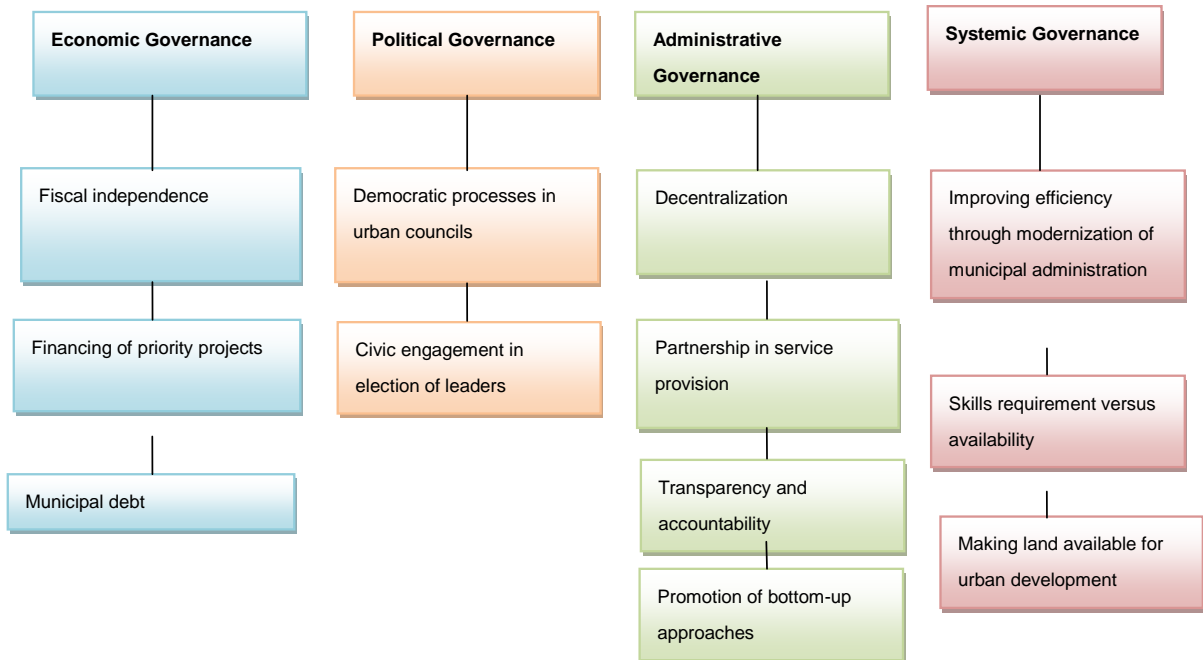 Economic Governance
Fiscal independence
Financing of priority projects
Municipal debt
Political Governance
Democratic processes in
urban councils
Civic engagement in
election of leaders
Administrative
Governance
Decentralization
Partnership in service
provision
Transparency and
accountability
Promotion of bottom-up
approaches
Systemic Governance
Improving efficiency
through modernization of
municipal administration
Skills requirement versus
availability
Making land available for
urban development